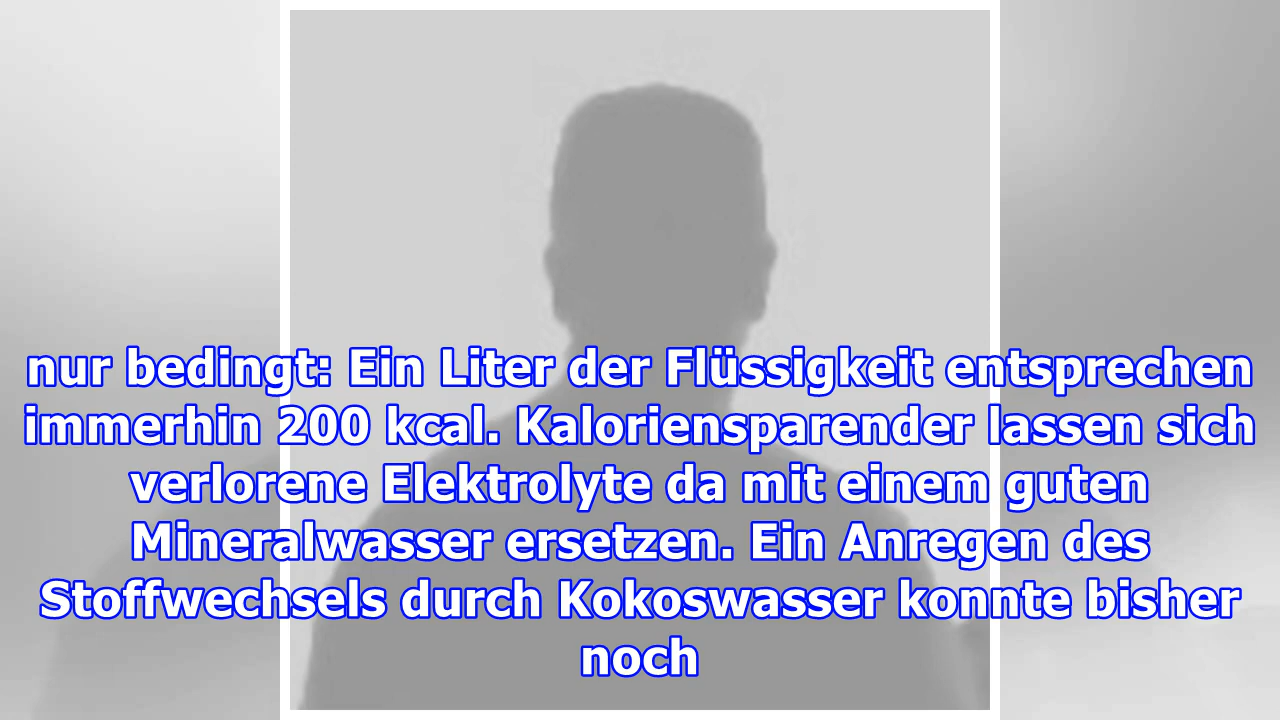 nur bedingt: Ein Liter der Flüssigkeit entsprechen
immerhin 200 kcal. Kaloriensparender lassen sich
verlorene Elektrolyte da mit einem guten
Mineralwasser ersetzen. Ein Anregen des
Stoffwechsels durch Kokoswasser konnte bisher
noch